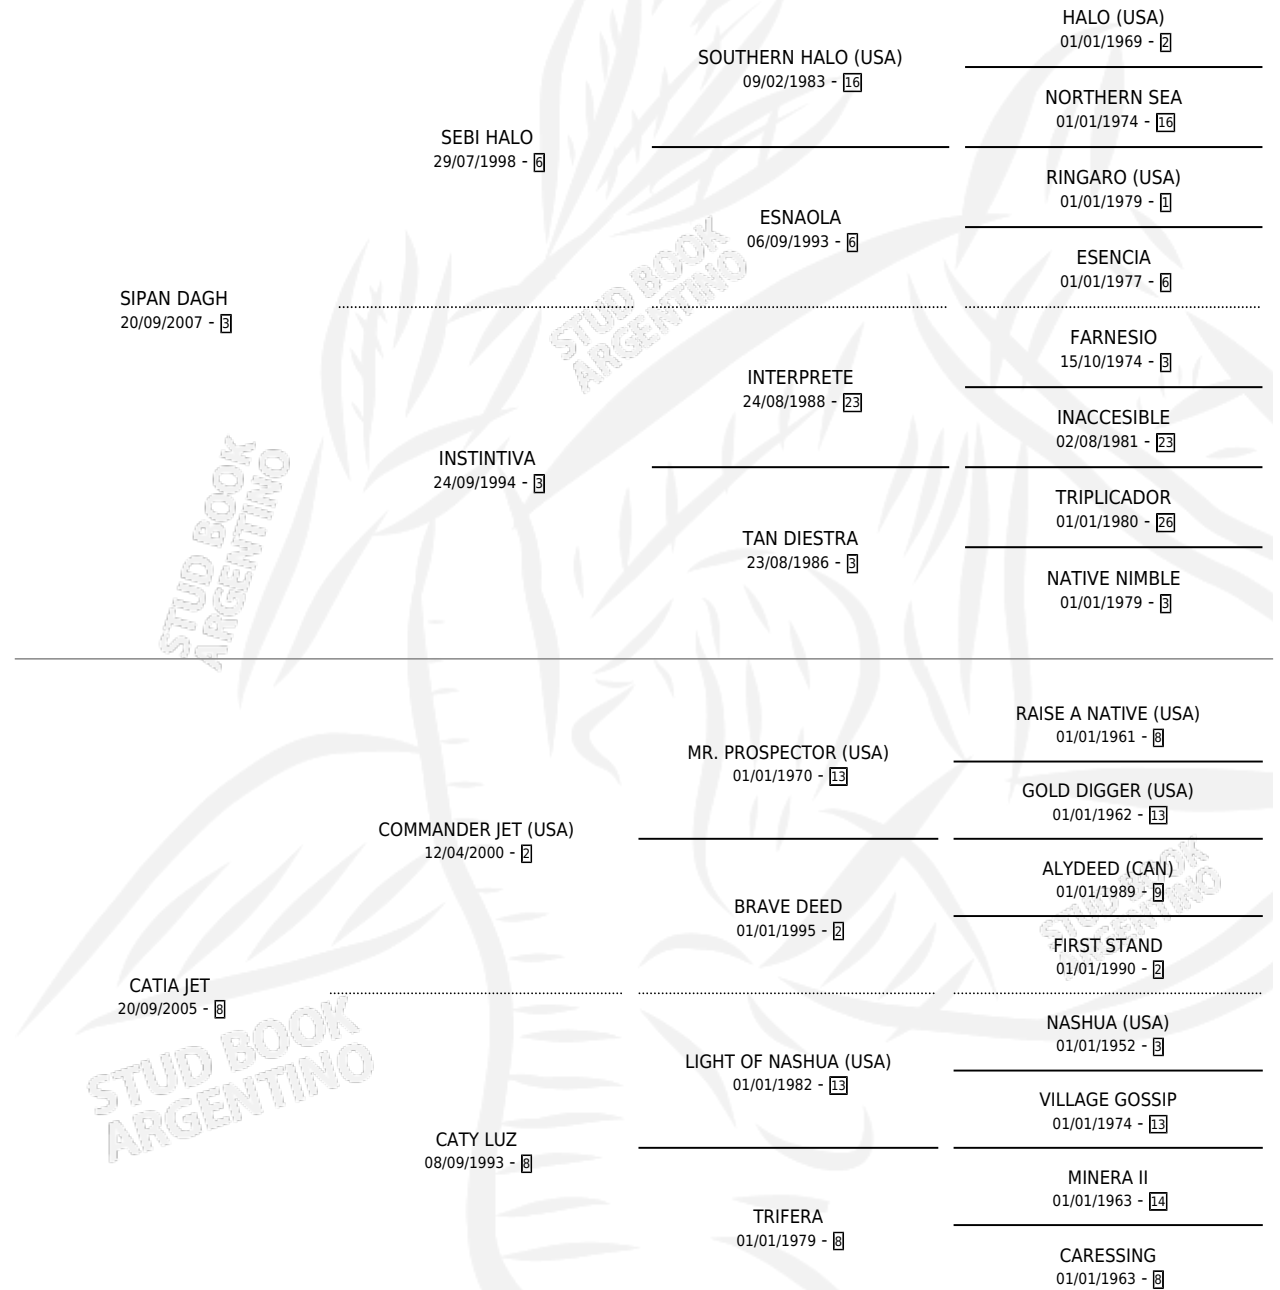 HALO (USA)
01/01/1969 - 2
SOUTHERN HALO (USA)
09/02/1983 - 16
NORTHERN SEA
01/01/1974 - 16
SEBI HALO
29/07/1998 - 6
RINGARO (USA)
01/01/1979 - 1
ESNAOLA
06/09/1993 - 6
ESENCIA
01/01/1977 - 6
SIPAN DAGH
20/09/2007 - 3
STUD BOOK
ARGENTINO
FARNESIO
15/10/1974 - 3
INTERPRETE
24/08/1988 - 23
INACCESIBLE
02/08/1981 - 23
INSTINTIVA
24/09/1994 - 3
TRIPLICADOR
01/01/1980 - 26
TAN DIESTRA
23/08/1986 - 3
NATIVE NIMBLE
01/01/1979 - 3
STUD BOOK
ARGENTINO
RAISE A NATIVE (USA)
01/01/1961 - 8
MR. PROSPECTOR (USA)
01/01/1970 - 13
GOLD DIGGER (USA)
01/01/1962 - 13
COMMANDER JET (USA)
12/04/2000 - 2
ALYDEED (CAN)
01/01/1989 - 9
STUD BOOK
ARGENTINO
BRAVE DEED
01/01/1995 - 2
FIRST STAND
01/01/1990 - 2
CATIA JET
20/09/2005 - 8
STUD BOOK
ARGENTINO
NASHUA (USA)
01/01/1952 - 3
LIGHT OF NASHUA (USA)
01/01/1982 - 13
VILLAGE GOSSIP
01/01/1974 - 13
CATY LUZ
08/09/1993 - 8
MINERA II
01/01/1963 - 14
TRIFERA
01/01/1979 - 8
CARESSING
01/01/1963 - 8